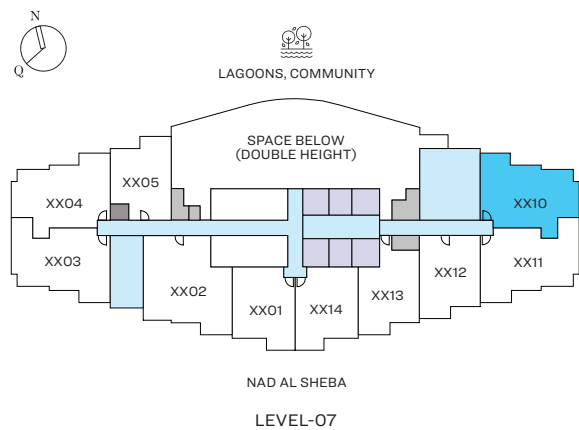 N
Q
LAGOONS, COMMUNITY
SPACE BELOW
(DOUBLE HEIGHT)
XX05
XX04
XX10
XX03
XX02
XX01
XX14
XX13
XX12
XX11
NAD AL SHEBA
LEVEL-07